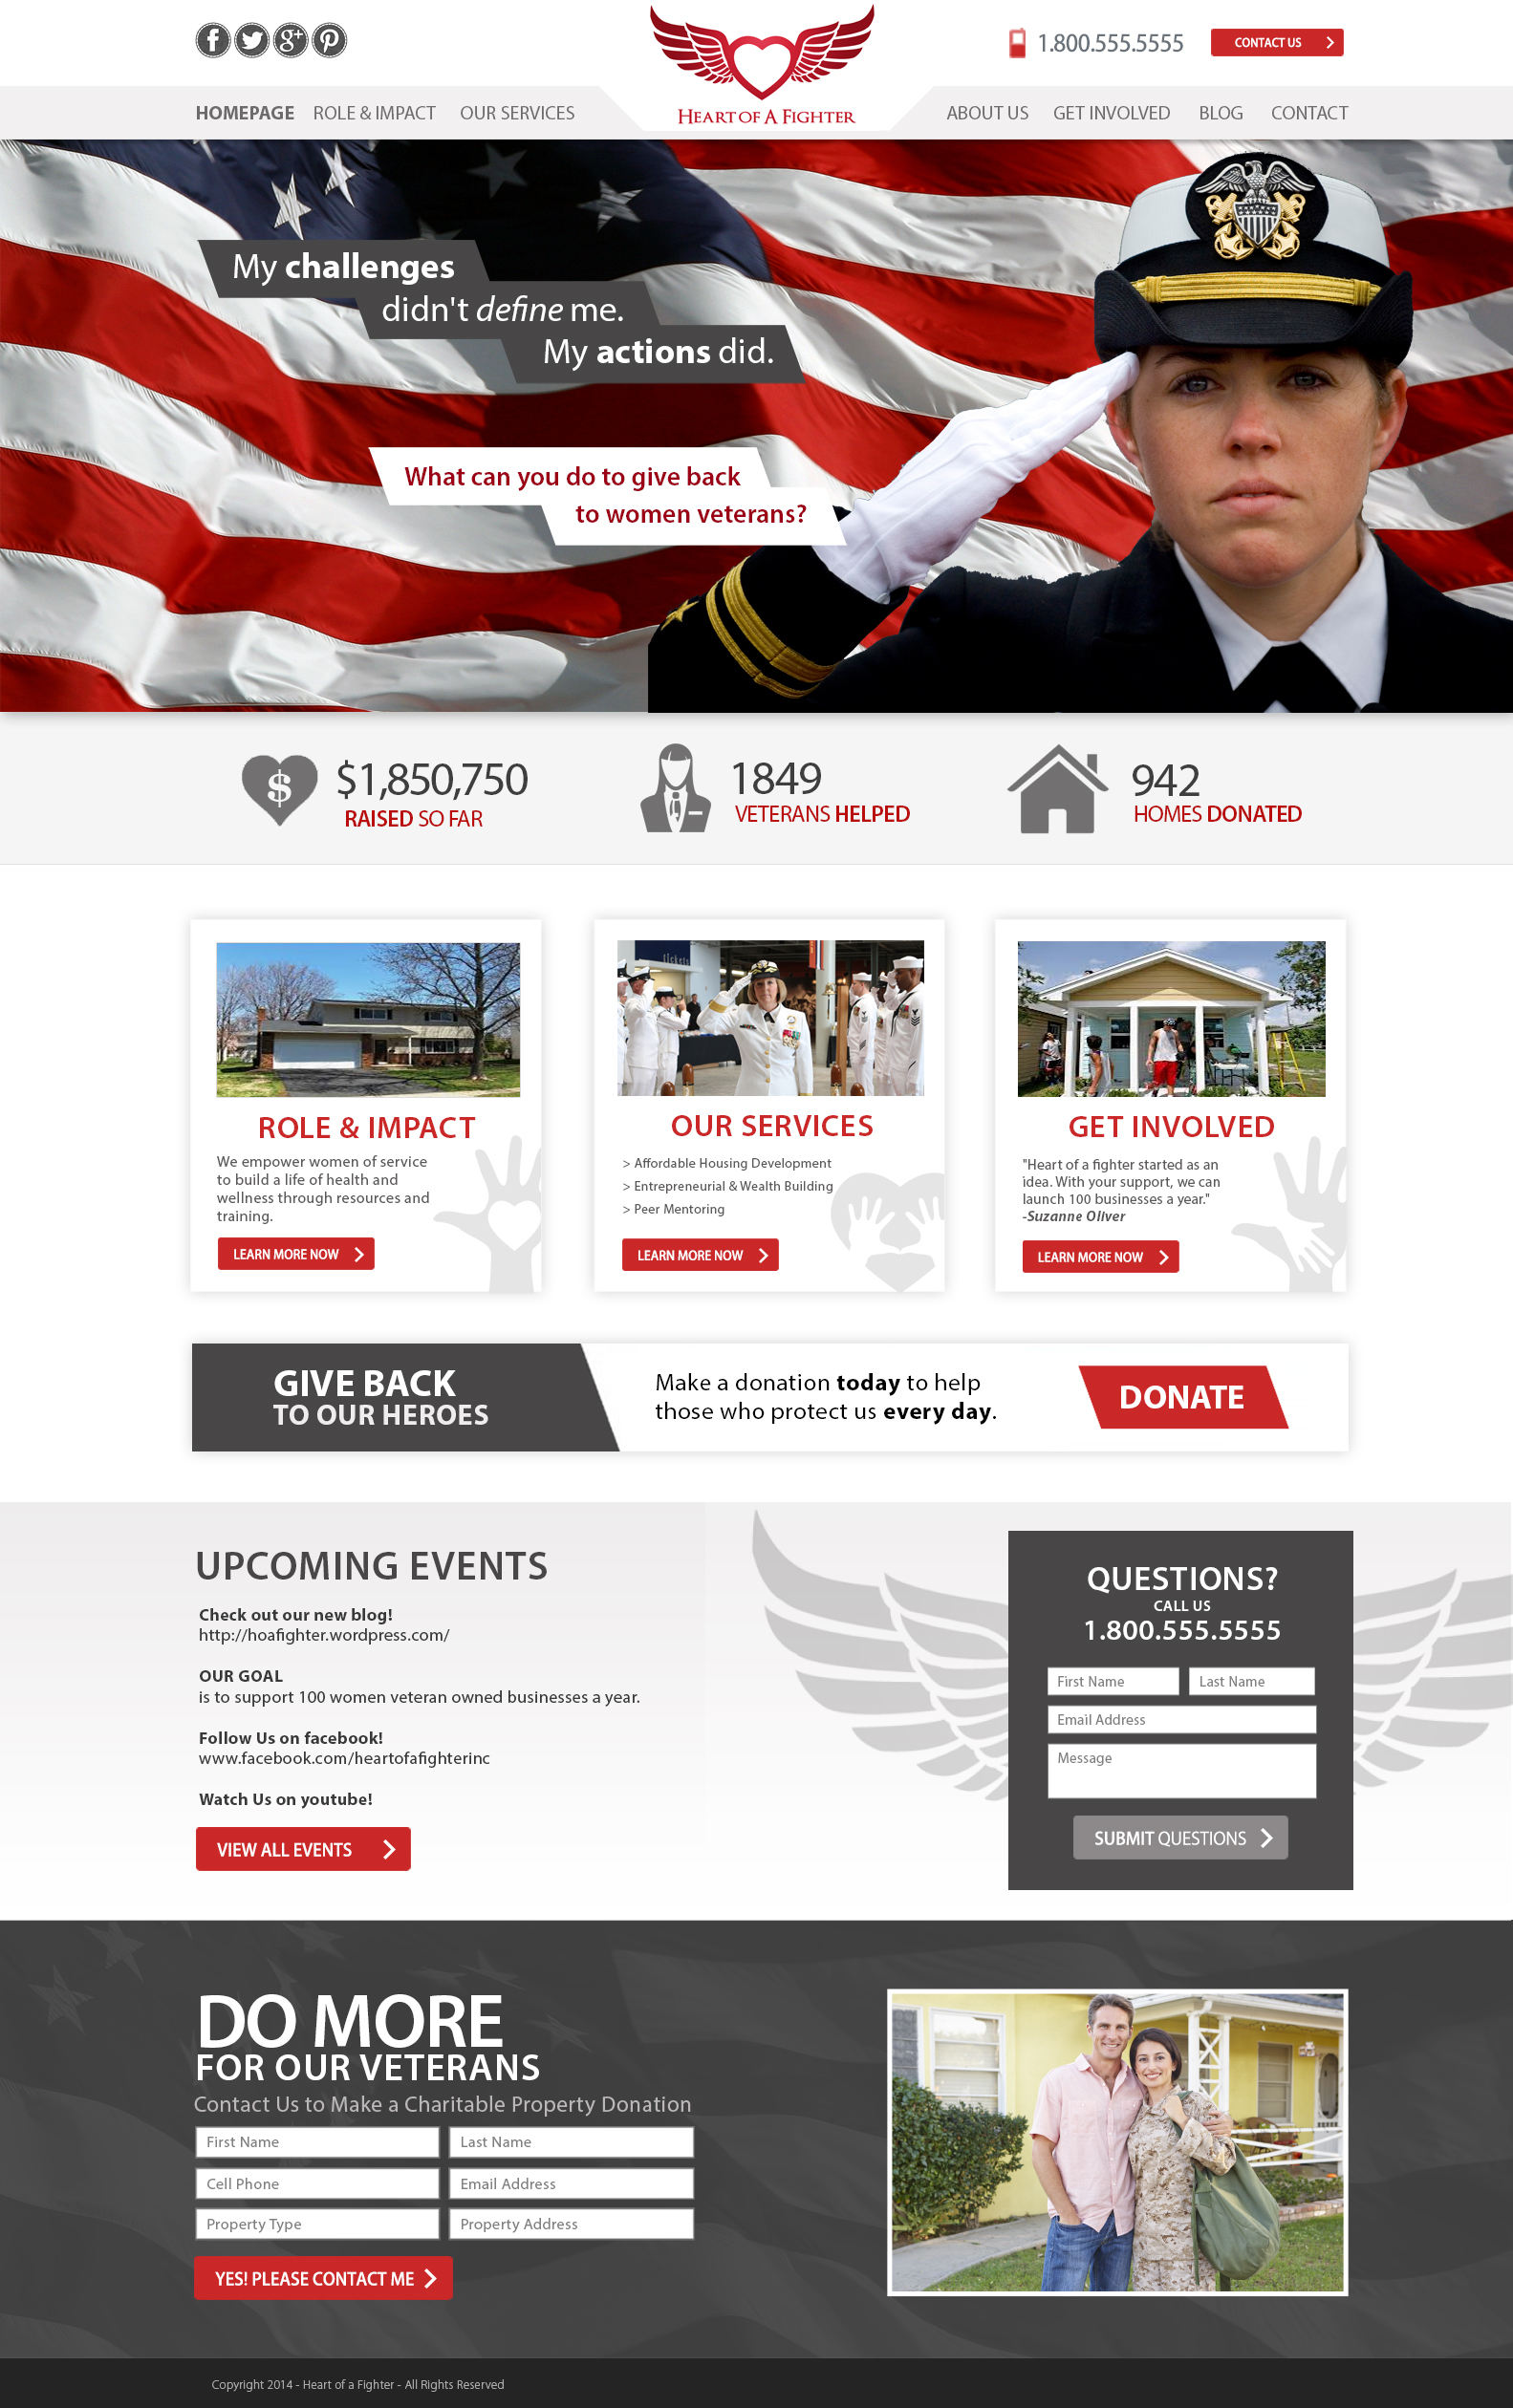 1.800.555.5555
CONTACT US
HEART OF A FIGHTER
HOMEPAGE ROLE & IMPACT OUR SERVICES
ABOUT US GET INVOLVED BLOG CONTACT
My challenges
didn't define me.
My actions did.
What can you do to give back
to women veterans?
$1,850,750
RAISED SO FAR
1849
VETERANS HELPED
942
HOMES DONATED
tickets
ROLE & IMPACT
We empower women of service
to build a life of health and
wellness through resources and
training.
LEARN MORE NOW
OUR SERVICES
> Affordable Housing Development
> Entrepreneurial & Wealth Building
> Peer Mentoring
LEARN MORE NOW
GET INVOLVED
"Heart of a fighter started as an
idea. With your support, we can
launch 100 businesses a year."
-Suzanne Oliver
LEARN MORE NOW
GIVE BACK
TO OUR HEROES
Make a donation today to help
those who protect us every day.
DONATE
UPCOMING EVENTS
Check out our new blog!
http://hoafighter.wordpress.com/
OUR GOAL
is to support 100 women veteran owned businesses a year.
Follow Us on facebook!
www.facebook.com/heartofafighterinc
Watch Us on youtube!
VIEW ALL EVENTS
QUESTIONS?
CALL US
1.800.555.5555
First Name
Last Name
Email Address
Message
SUBMIT QUESTIONS
DO MORE
FOR OUR VETERANS
Contact Us to Make a Charitable Property Donation
First Name
Last Name
Cell Phone
Email Address
Property Type
Property Address
YES! PLEASE CONTACT ME
Copyright 2014 - Heart of a Fighter - All Rights Reserved